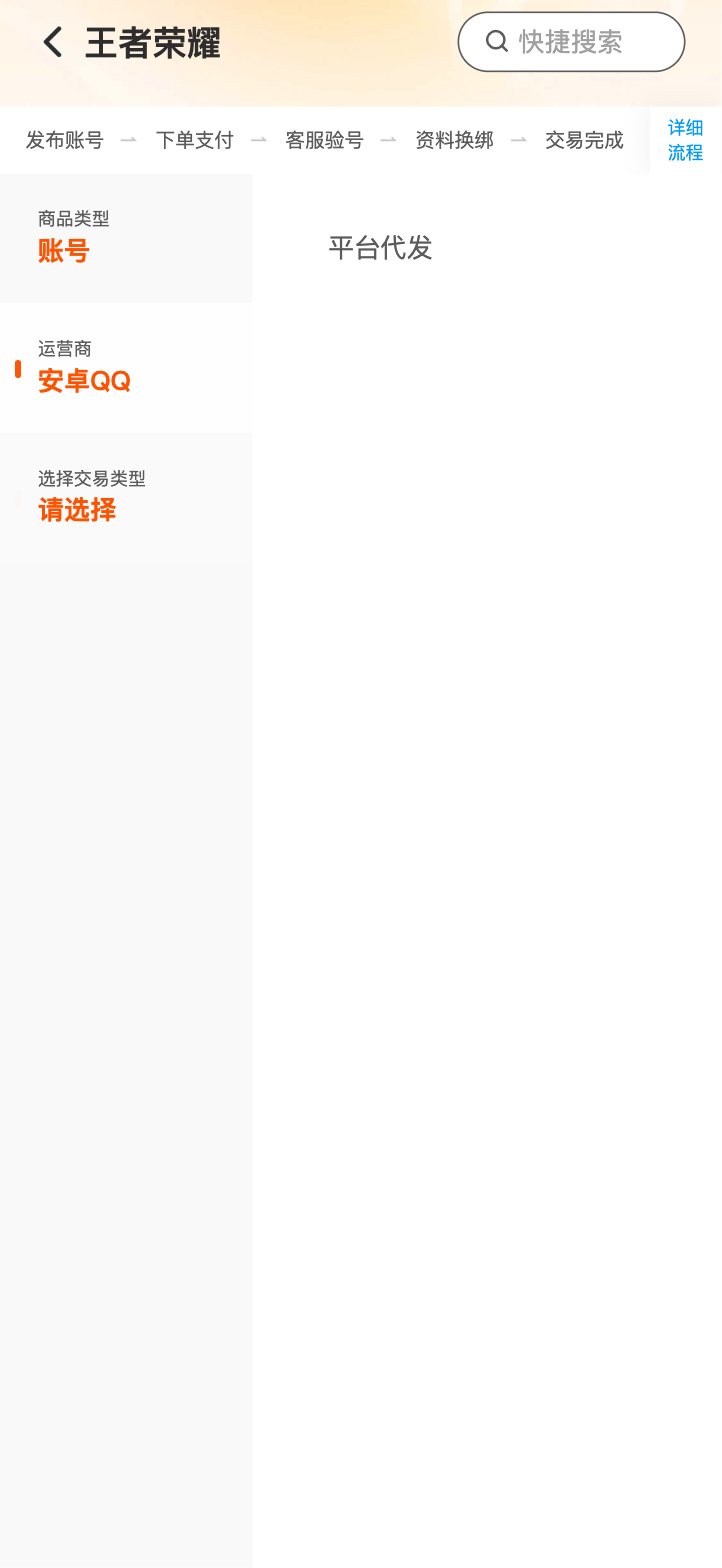 王者荣耀
快捷搜索
发布账号
下单支付
客服验号
资料换绑
交易完成
详细
流程
商品类型
账号
平台代发
运营商
安卓QQ
选择交易类型
请选择